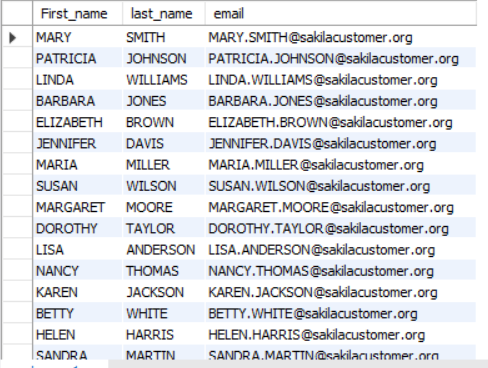 First_name last_name email
MARY SMITH MARY.SMITH@sakilacustomer.org
PATRICIA JOHNSON PATRICIA.JOHNSON@sakilacustomer.org
LINDA WILLIAMS LINDA.WILLIAMS@sakilacustomer.org
BARBARA JONES BARBARA.JONES@sakilacustomer.org
ELIZABETH BROWN ELIZABETH.BROWN@sakilacustomer.org
JENNIFER DAVIS JENNIFER.DAVIS@sakilacustomer.org
MARIA MILLER MARIA.MILLER@sakilacustomer.org
SUSAN WILSON SUSAN.WILSON@sakilacustomer.org
MARGARET MOORE MARGARET.MOORE@sakilacustomer.org
DOROTHY TAYLOR DOROTHY.TAYLOR@sakilacustomer.org
LISA ANDERSON LISA.ANDERSON@sakilacustomer.org
NANCY THOMAS NANCY.THOMAS@sakilacustomer.org
KAREN JACKSON KAREN.JACKSON@sakilacustomer.org
BETTY WHITE BETTY.WHITE@sakilacustomer.org
HELEN HARRIS HELEN.HARRIS@sakilacustomer.org
SANDRA MARTIN SANDRA.MARTIN@sakilacustomer.org